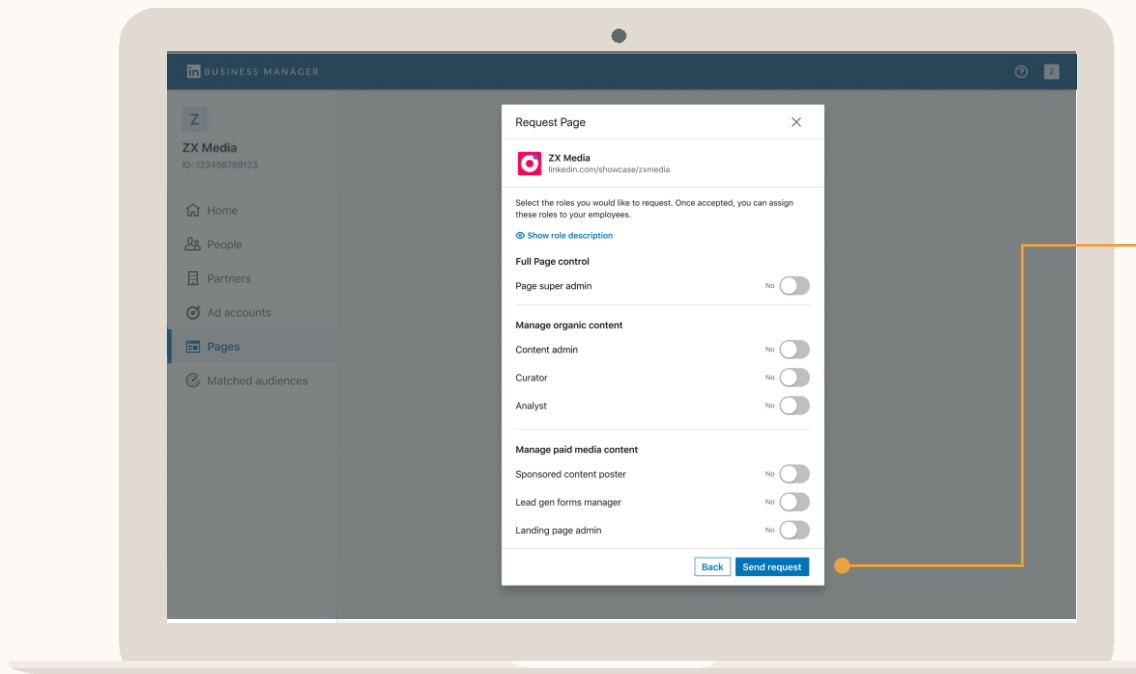 in BUSINESS MANAGER
Z
Z
ZX Media
ID: 123456789123
Home
People
Partners
Ad accounts
Pages
Matched audiences
Request Page
ZX Media
linkedin.com/showcase/zxmedia
Select the roles you would like to request. Once accepted, you can assign
these roles to your employees.
Show role description
Full Page control
Page super admin No
Manage organic content
Content admin No
Curator No
Analyst No
Manage paid media content
Sponsored content poster No
Lead gen forms manager No
Landing page admin No
Back Send request